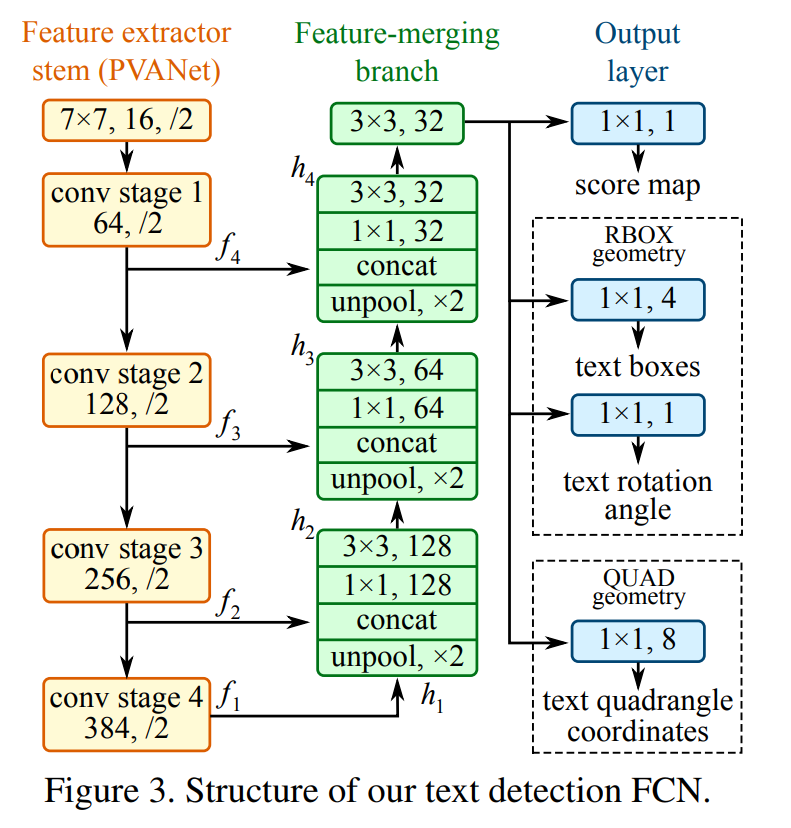 Feature extractor
stem (PVANet)
7×7, 16, /2
conv stage 1
64, /2
f4
conv stage 2
128, /2
f3
conv stage 3
256, /2
f2
conv stage 4
384, /2
f1
Feature-merging
branch
3×3, 32
h4
3×3, 32
1×1, 32
concat
unpool, ×2
h3
3×3, 64
1×1, 64
concat
unpool, ×2
h2
3×3, 128
1×1, 128
concat
unpool, ×2
h1
Output
layer
1×1, 1
score map
RBOX
geometry
1×1, 4
text boxes
1×1, 1
text rotation
angle
QUAD
geometry
1×1, 8
text quadrangle
coordinates
Figure 3. Structure of our text detection FCN.